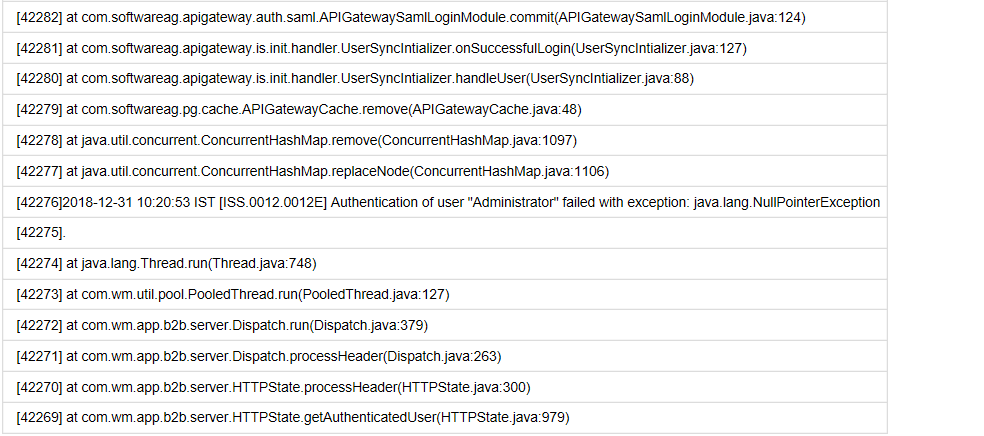 [42282] at com.softwareag.apigateway.auth.saml.APIGatewaySamlLoginModule.commit(APIGatewaySamlLoginModule.java:124)
[42281] at com.softwareag.apigateway.is.init.handler.UserSyncIntializer.onSuccessfulLogin(UserSyncIntializer.java:127)
[42280] at com.softwareag.apigateway.is.init.handler.UserSyncIntializer.handleUser(UserSyncIntializer.java:88)
[42279] at com.softwareag.pg.cache.APIGatewayCache.remove(APIGatewayCache.java:48)
[42278] at java.util.concurrent.ConcurrentHashMap.remove(ConcurrentHashMap.java:1097)
[42277] at java.util.concurrent.ConcurrentHashMap.replaceNode(ConcurrentHashMap.java:1106)
[42276]2018-12-31 10:20:53 IST [ISS.0012.0012E] Authentication of user "Administrator" failed with exception: java.lang.NullPointerException
[42275].
[42274] at java.lang.Thread.run(Thread.java:748)
[42273] at com.wm.util.pool.PooledThread.run(PooledThread.java:127)
[42272] at com.wm.app.b2b.server.Dispatch.run(Dispatch.java:379)
[42271] at com.wm.app.b2b.server.Dispatch.processHeader(Dispatch.java:263)
[42270] at com.wm.app.b2b.server.HTTPState.processHeader(HTTPState.java:300)
[42269] at com.wm.app.b2b.server.HTTPState.getAuthenticatedUser(HTTPState.java:979)